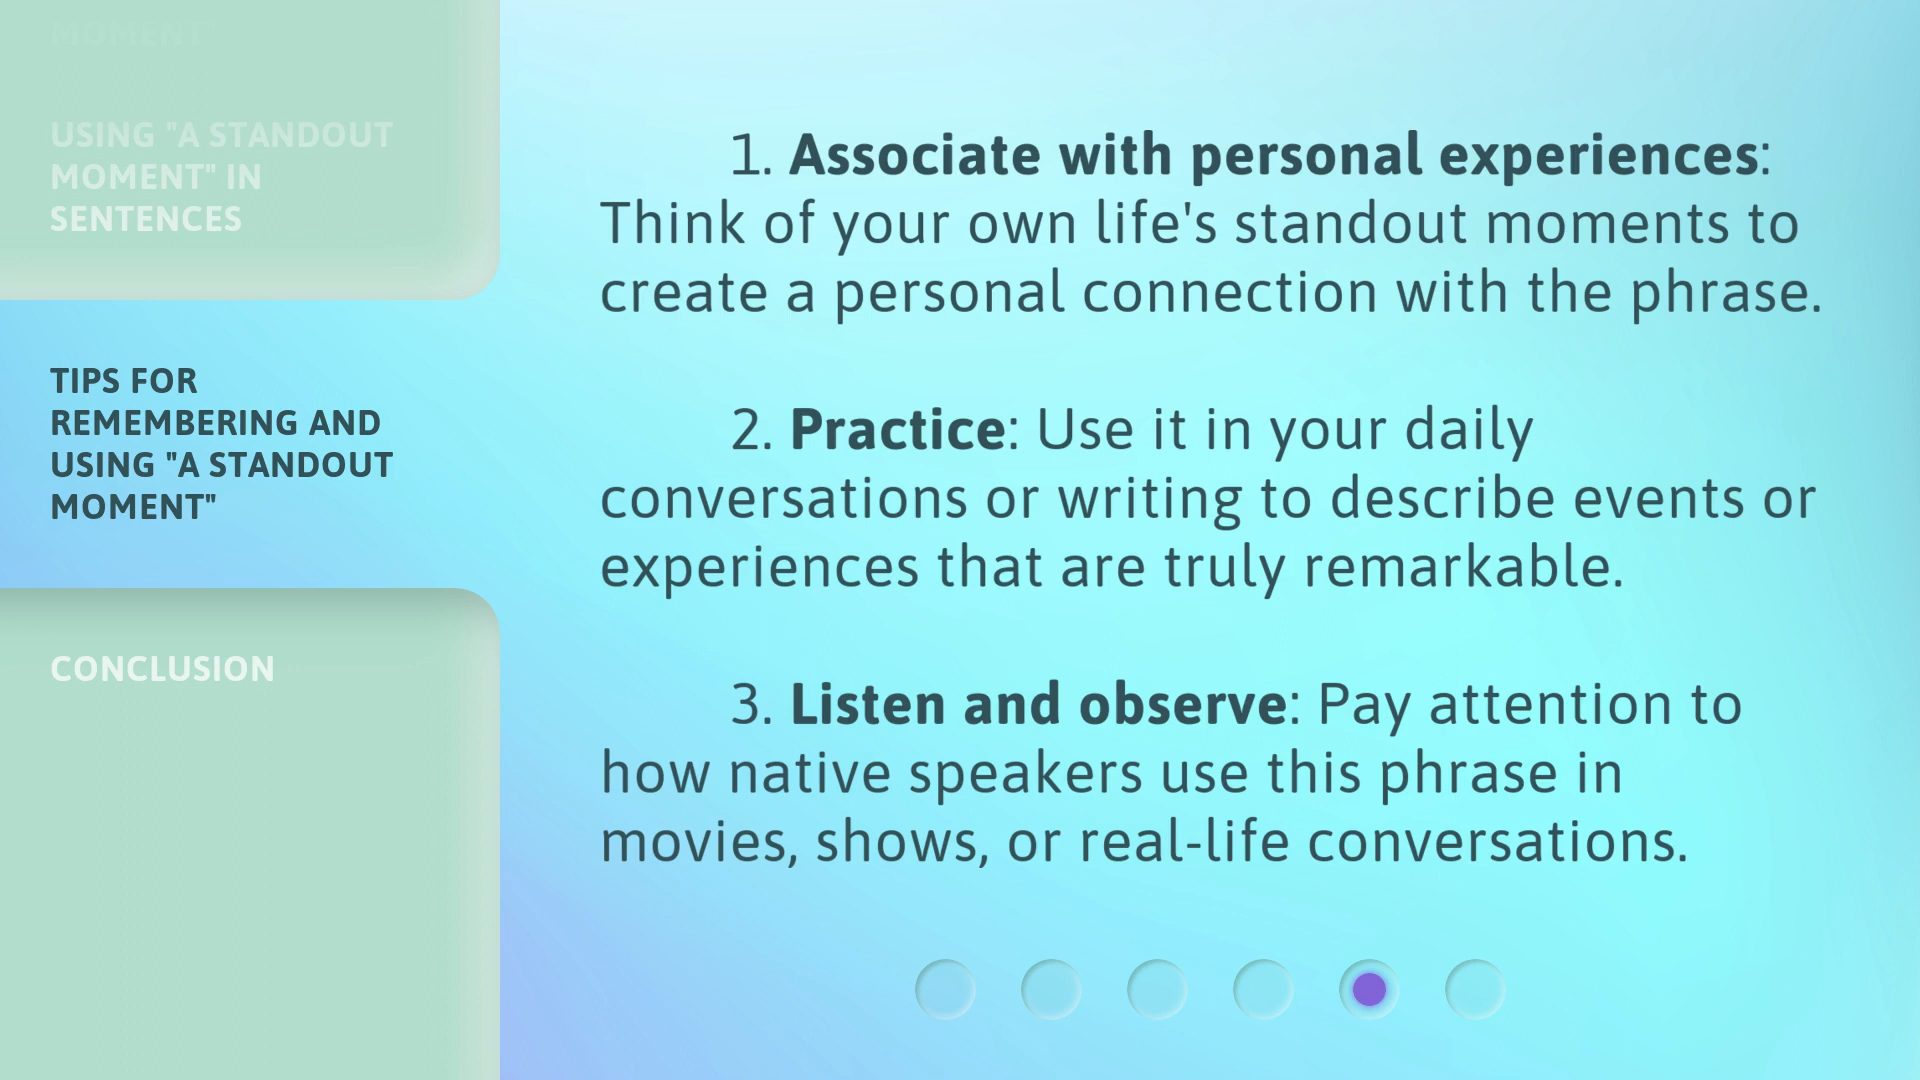 MOMENT"
USING "A STANDOUT
MOMENT" IN
SENTENCES
TIPS FOR
REMEMBERING AND
USING "A STANDOUT
MOMENT"
CONCLUSION
1. Associate with personal experiences:
Think of your own life's standout moments to
create a personal connection with the phrase.
2. Practice: Use it in your daily
conversations or writing to describe events or
experiences that are truly remarkable.
3. Listen and observe: Pay attention to
how native speakers use this phrase in
movies, shows, or real-life conversations.